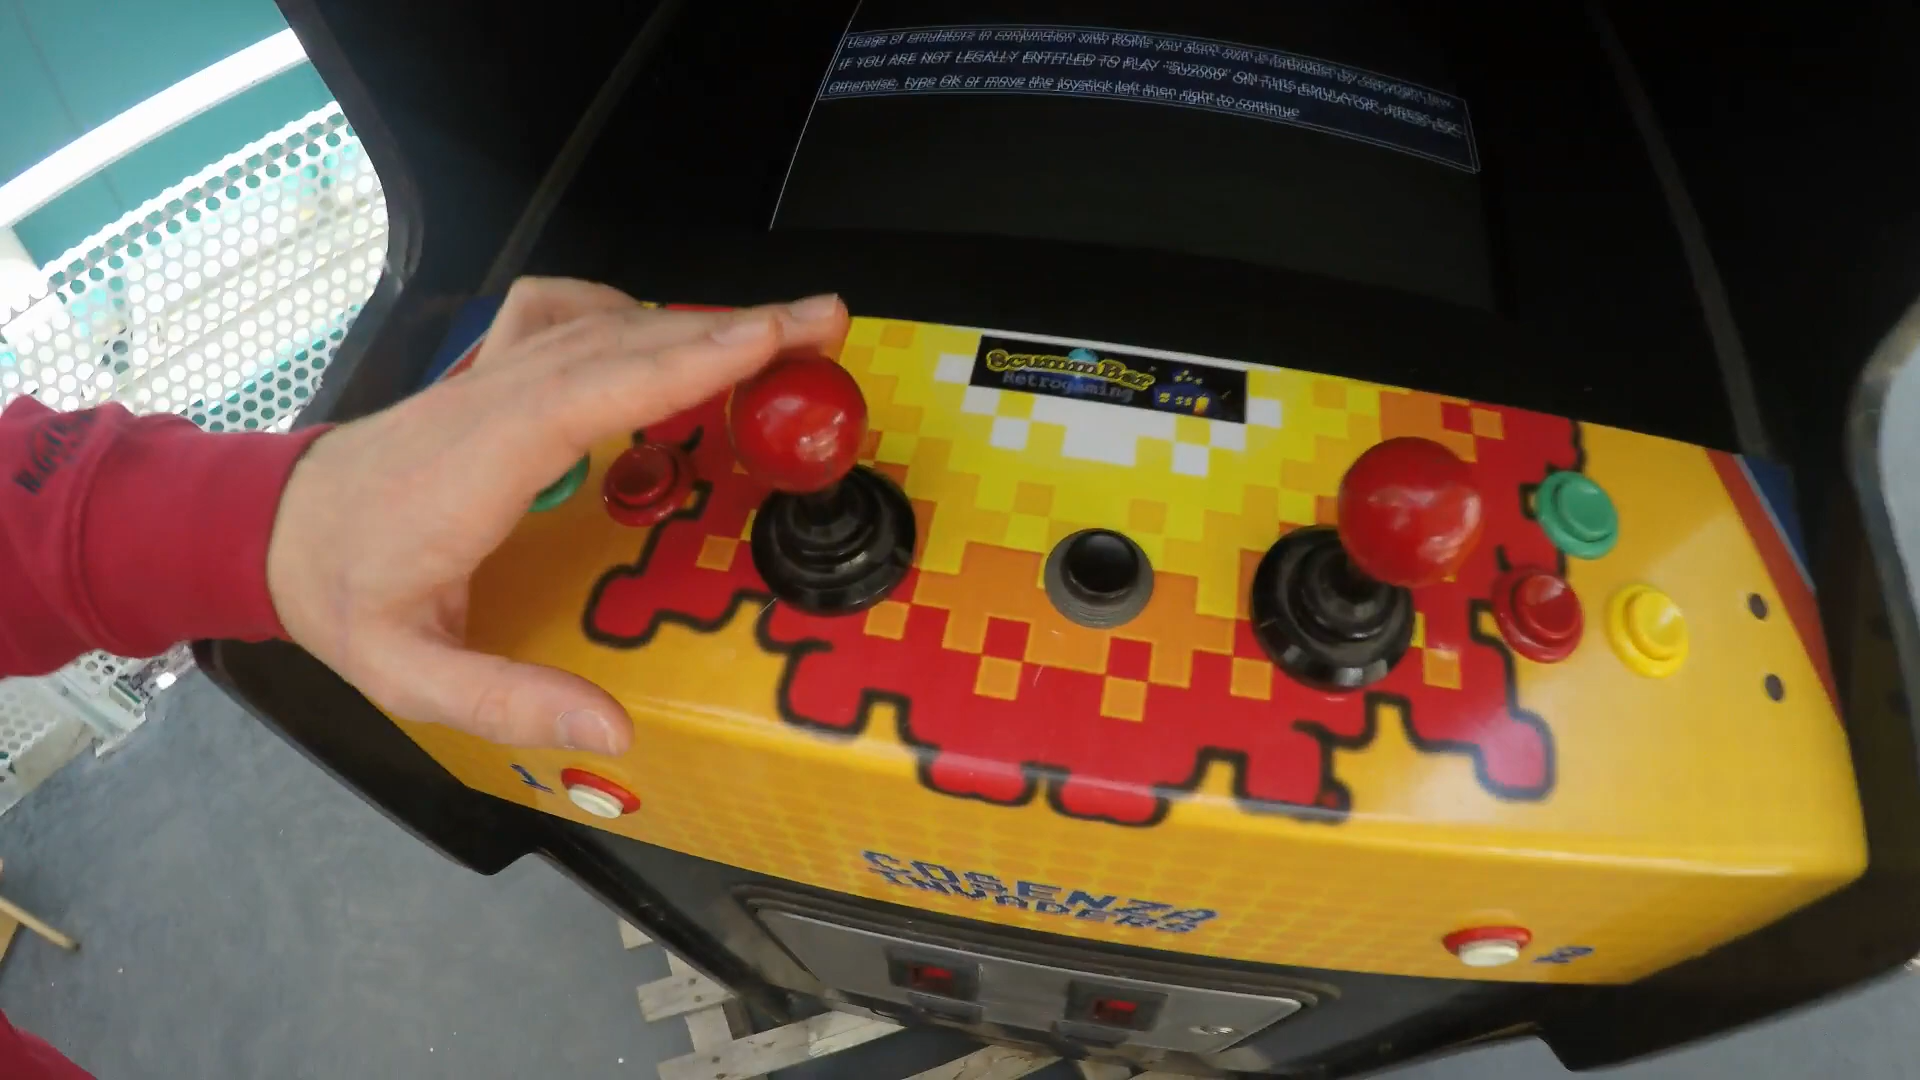 Usage of emulators in conjunction with ROMs you don't own is forbidden by copyright law.
IF YOU ARE NOT LEGALLY ENTITLED TO PLAY "SU2000" ON THIS EMULATOR, PRESS ESC.
Otherwise, type OK or move the joystick left then right to continue
ScummBar
Retrogaming
1
COSENZA
INVADERS
2